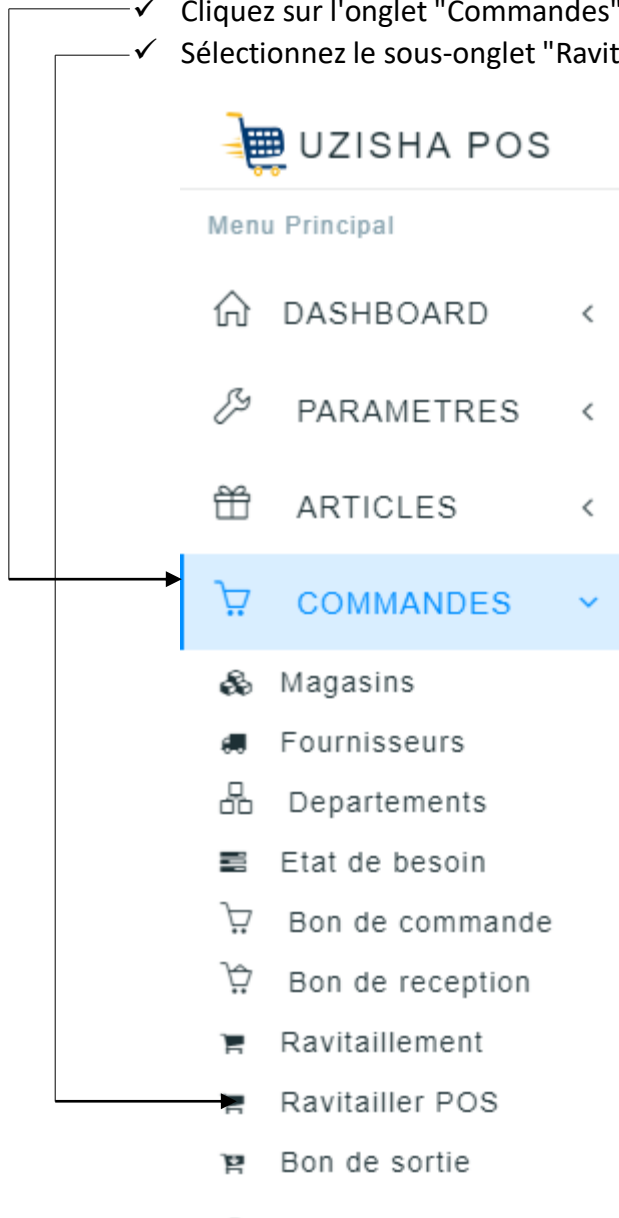 ✓ Cliquez sur l'onglet "Commandes"
✓ Sélectionnez le sous-onglet "Ravit
UZISHA POS
Menu Principal
DASHBOARD
PARAMETRES
ARTICLES
COMMANDES
Magasins
Fournisseurs
Departements
Etat de besoin
Bon de commande
Bon de reception
Ravitaillement
Ravitailler POS
Bon de sortie